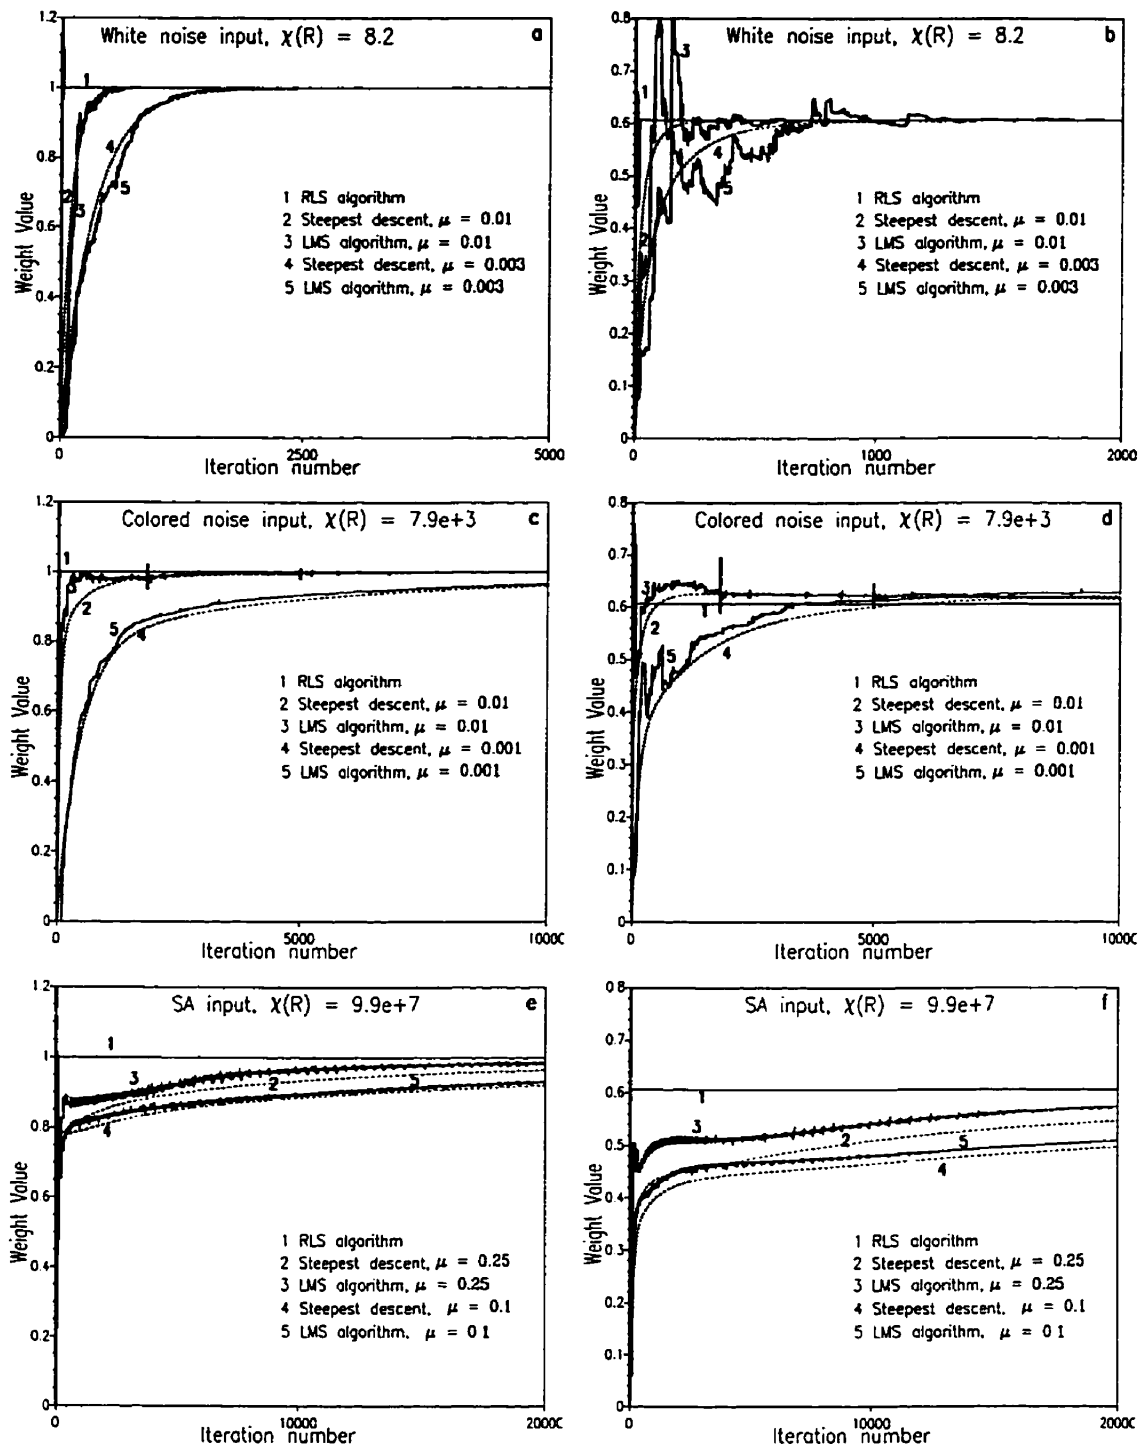 White noise input, χ(R) = 8.2
a
1.2
1
0.8
0.6
0.4
0.2
0
Weight Value
1
2
3
4
5
1 RLS algorithm
2 Steepest descent, μ = 0.01
3 LMS algorithm, μ = 0.01
4 Steepest descent, μ = 0.003
5 LMS algorithm, μ = 0.003
0
2500
5000
Iteration number
White noise input, χ(R) = 8.2
b
0.8
0.7
0.6
0.5
0.4
0.3
0.2
0.1
0
Weight Value
3
1
4
5
2
1 RLS algorithm
2 Steepest descent, μ = 0.01
3 LMS algorithm, μ = 0.01
4 Steepest descent, μ = 0.003
5 LMS algorithm, μ = 0.003
0
1000
2000
Iteration number
Colored noise input, χ(R) = 7.9e+3
c
1.2
1
0.8
0.6
0.4
0.2
0
Weight Value
1
3
2
5
4
1 RLS algorithm
2 Steepest descent, μ = 0.01
3 LMS algorithm, μ = 0.01
4 Steepest descent, μ = 0.001
5 LMS algorithm, μ = 0.001
0
5000
1000C
Iteration number
Colored noise input, χ(R) = 7.9e+3
d
0.8
0.7
0.6
0.5
0.4
0.3
0.2
0.1
0
Weight Value
3
1
2
5
4
1 RLS algorithm
2 Steepest descent, μ = 0.01
3 LMS algorithm, μ = 0.01
4 Steepest descent, μ = 0.001
5 LMS algorithm, μ = 0.001
0
5000
1000C
Iteration number
SA input, χ(R) = 9.9e+7
e
1.2
1
0.8
0.6
0.4
0.2
0
Weight Value
1
3
2
5
4
1 RLS algorithm
2 Steepest descent, μ = 0.25
3 LMS algorithm, μ = 0.25
4 Steepest descent, μ = 0.1
5 LMS algorithm, μ = 0 1
0
10000
2000C
Iteration number
SA input, χ(R) = 9.9e+7
f
0.8
0.7
0.6
0.5
0.4
0.3
0.2
0.1
0
Weight Value
1
3
2
5
4
1 RLS algorithm
2 Steepest descent, μ = 0.25
3 LMS algorithm, μ = 0.25
4 Steepest descent, μ = 0.1
5 LMS algorithm, μ = 0 1
0
10000
2000C
Iteration number